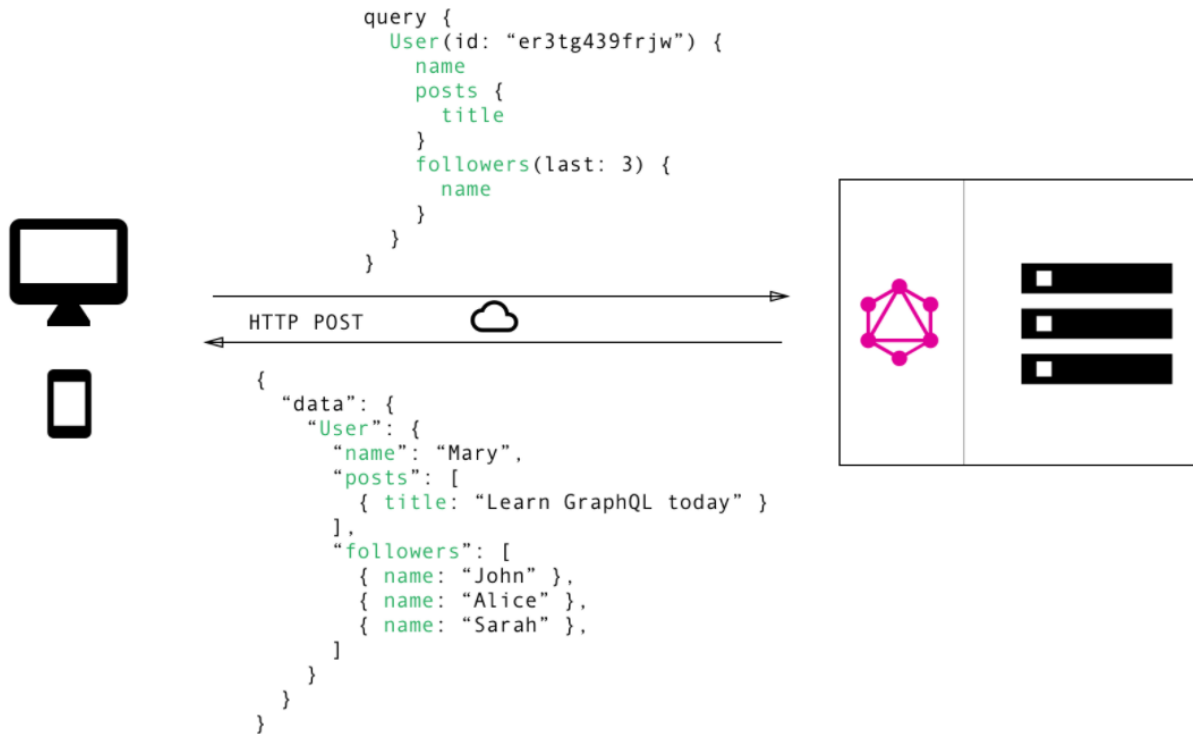 query {
  User(id: “er3tg439frjw”) {
    name
    posts {
      title
    }
    followers(last: 3) {
      name
    }
  }
}
HTTP POST
{
  “data”: {
    “User”: {
      “name”: “Mary”,
      “posts”: [
        { title: “Learn GraphQL today” }
      ],
      “followers”: [
        { name: “John” },
        { name: “Alice” },
        { name: “Sarah” },
      ]
    }
  }
}